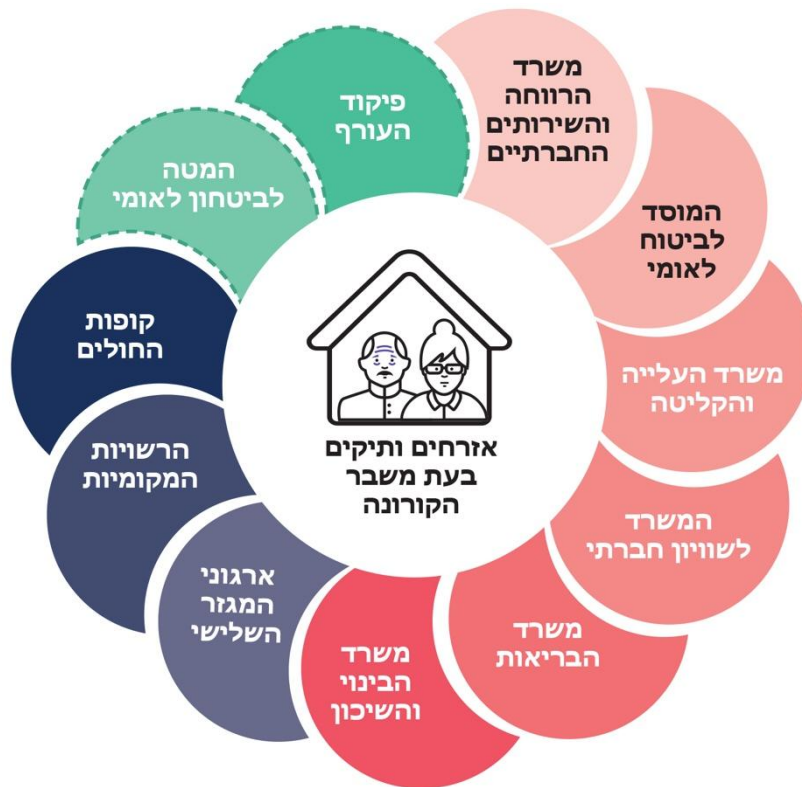 משרד
הרווחה
והשירותים
החברתיים
המוסד
לביטוח
לאומי
משרד העלייה
והקליטה
המשרד
לשוויון חברתי
משרד
הבריאות
משרד
הבינוי
והשיכון
ארגוני
המגזר
השלישי
הרשויות
המקומיות
קופות
החולים
המטה
לביטחון לאומי
פיקוד
העורף
אזרחים ותיקים
בעת משבר
הקורונה